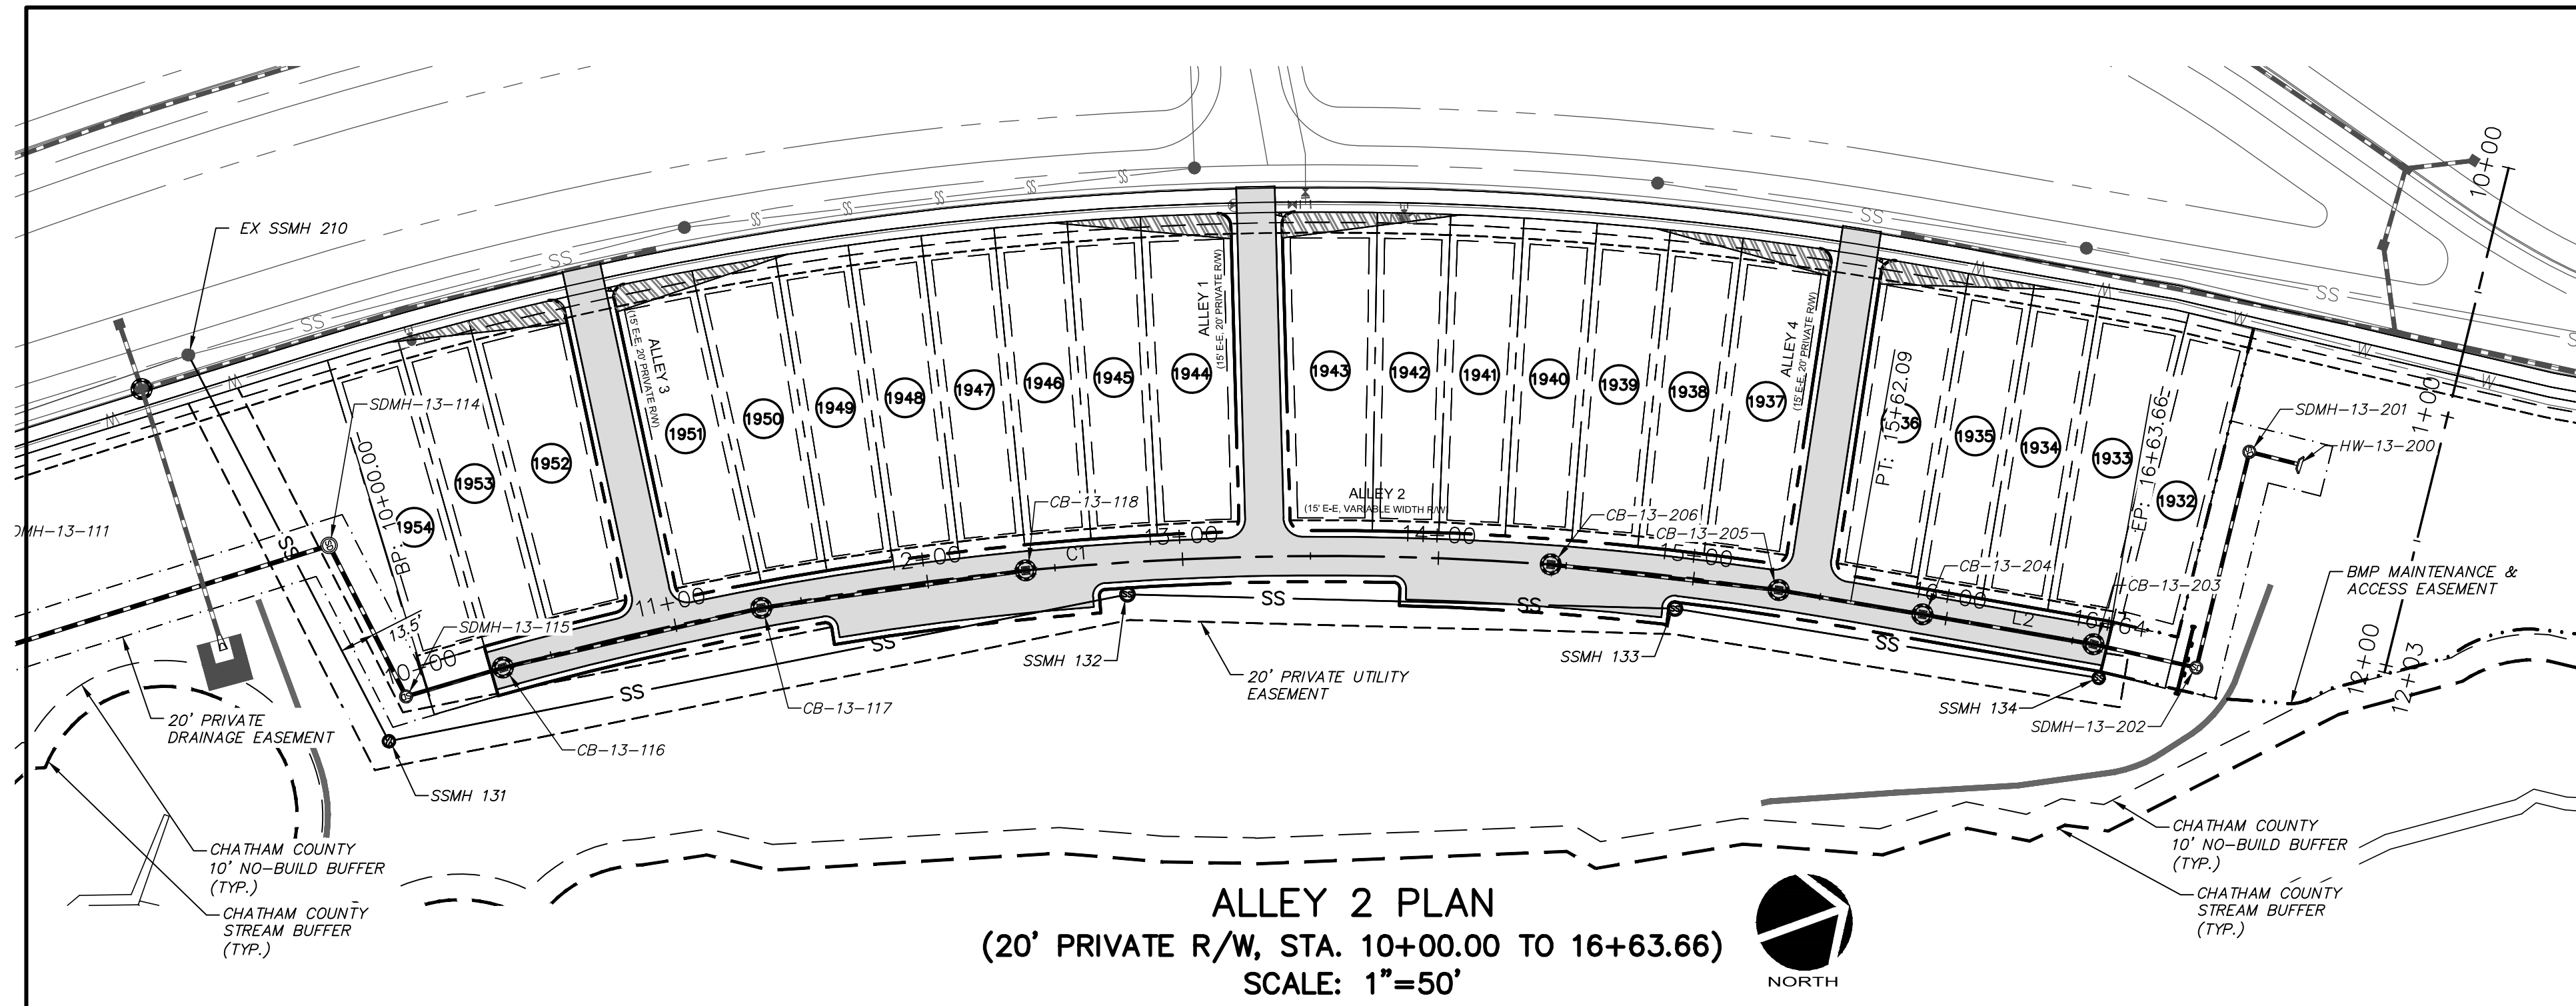 EX SSMH 210
SDMH-13-114
SDMH-13-115
13.5'
BP: 10+00.00
20' PRIVATE
DRAINAGE EASEMENT
CHATHAM COUNTY
10' NO-BUILD BUFFER
(TYP.)
CHATHAM COUNTY
STREAM BUFFER
(TYP.)
SSMH 131
CB-13-116
CB-13-117
CB-13-118
1954
1953
1952
ALLEY 3
(15' E-E, 20' PRIVATE R/W)
1951
1950
1949
1948
1947
1946
1945
1944
ALLEY 1
(15' E-E, 20' PRIVATE R/W)
1943
1942
1941
1940
1939
1938
1937
ALLEY 4
(15' E-E, 20' PRIVATE R/W)
1935
1934
1933
1932
ALLEY 2
(15' E-E, VARIABLE WIDTH R/W)
PT: 15+62.09
EP: 16+63.66
11+00
12+00
13+00
14+00
15+00
16+00
16+64
C1
L2
CB-13-206
CB-13-205
CB-13-204
CB-13-203
SSMH 132
SSMH 133
SSMH 134
SDMH-13-202
SDMH-13-201
HW-13-200
20' PRIVATE UTILITY
EASEMENT
BMP MAINTENANCE &
ACCESS EASEMENT
CHATHAM COUNTY
10' NO-BUILD BUFFER
(TYP.)
CHATHAM COUNTY
STREAM BUFFER
(TYP.)
10+00
12+00
12+03
SS
SS
SS
SS
SS
SS
SS
SS
SS
W
W
W
W
W
W
ALLEY 2 PLAN
(20' PRIVATE R/W, STA. 10+00.00 TO 16+63.66)
SCALE: 1"=50'
NORTH